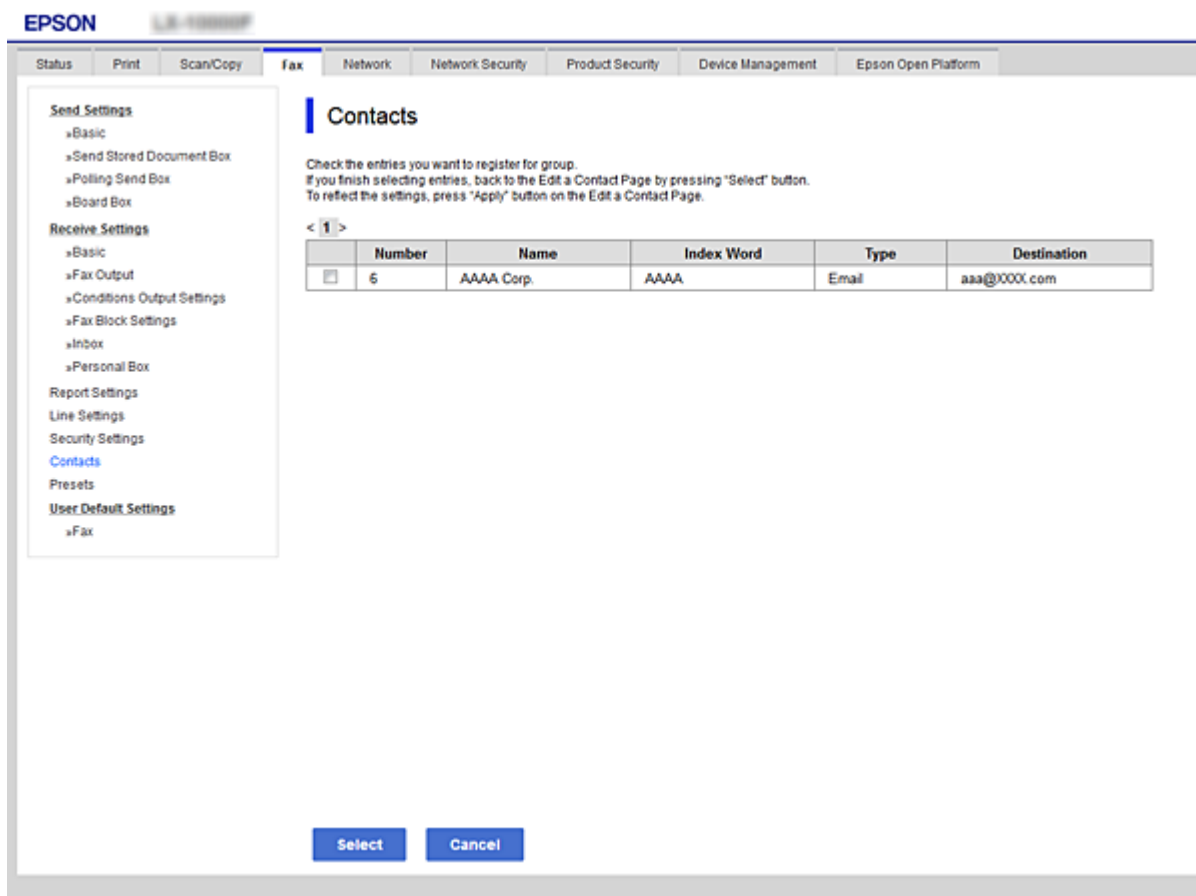 EPSON
Status Print Scan/Copy Fax Network Network Security Product Security Device Management Epson Open Platform
Send Settings
»Basic
»Send Stored Document Box
»Polling Send Box
»Board Box
Receive Settings
»Basic
»Fax Output
»Conditions Output Settings
»Fax Block Settings
»Inbox
»Personal Box
Report Settings
Line Settings
Security Settings
Contacts
Presets
User Default Settings
»Fax
Contacts
Check the entries you want to register for group.
If you finish selecting entries, back to the Edit a Contact Page by pressing "Select" button.
To reflect the settings, press "Apply" button on the Edit a Contact Page.
< 1 >
Number Name Index Word Type Destination
6 AAAA Corp. AAAA Email aaa@XXXX.com
Select Cancel